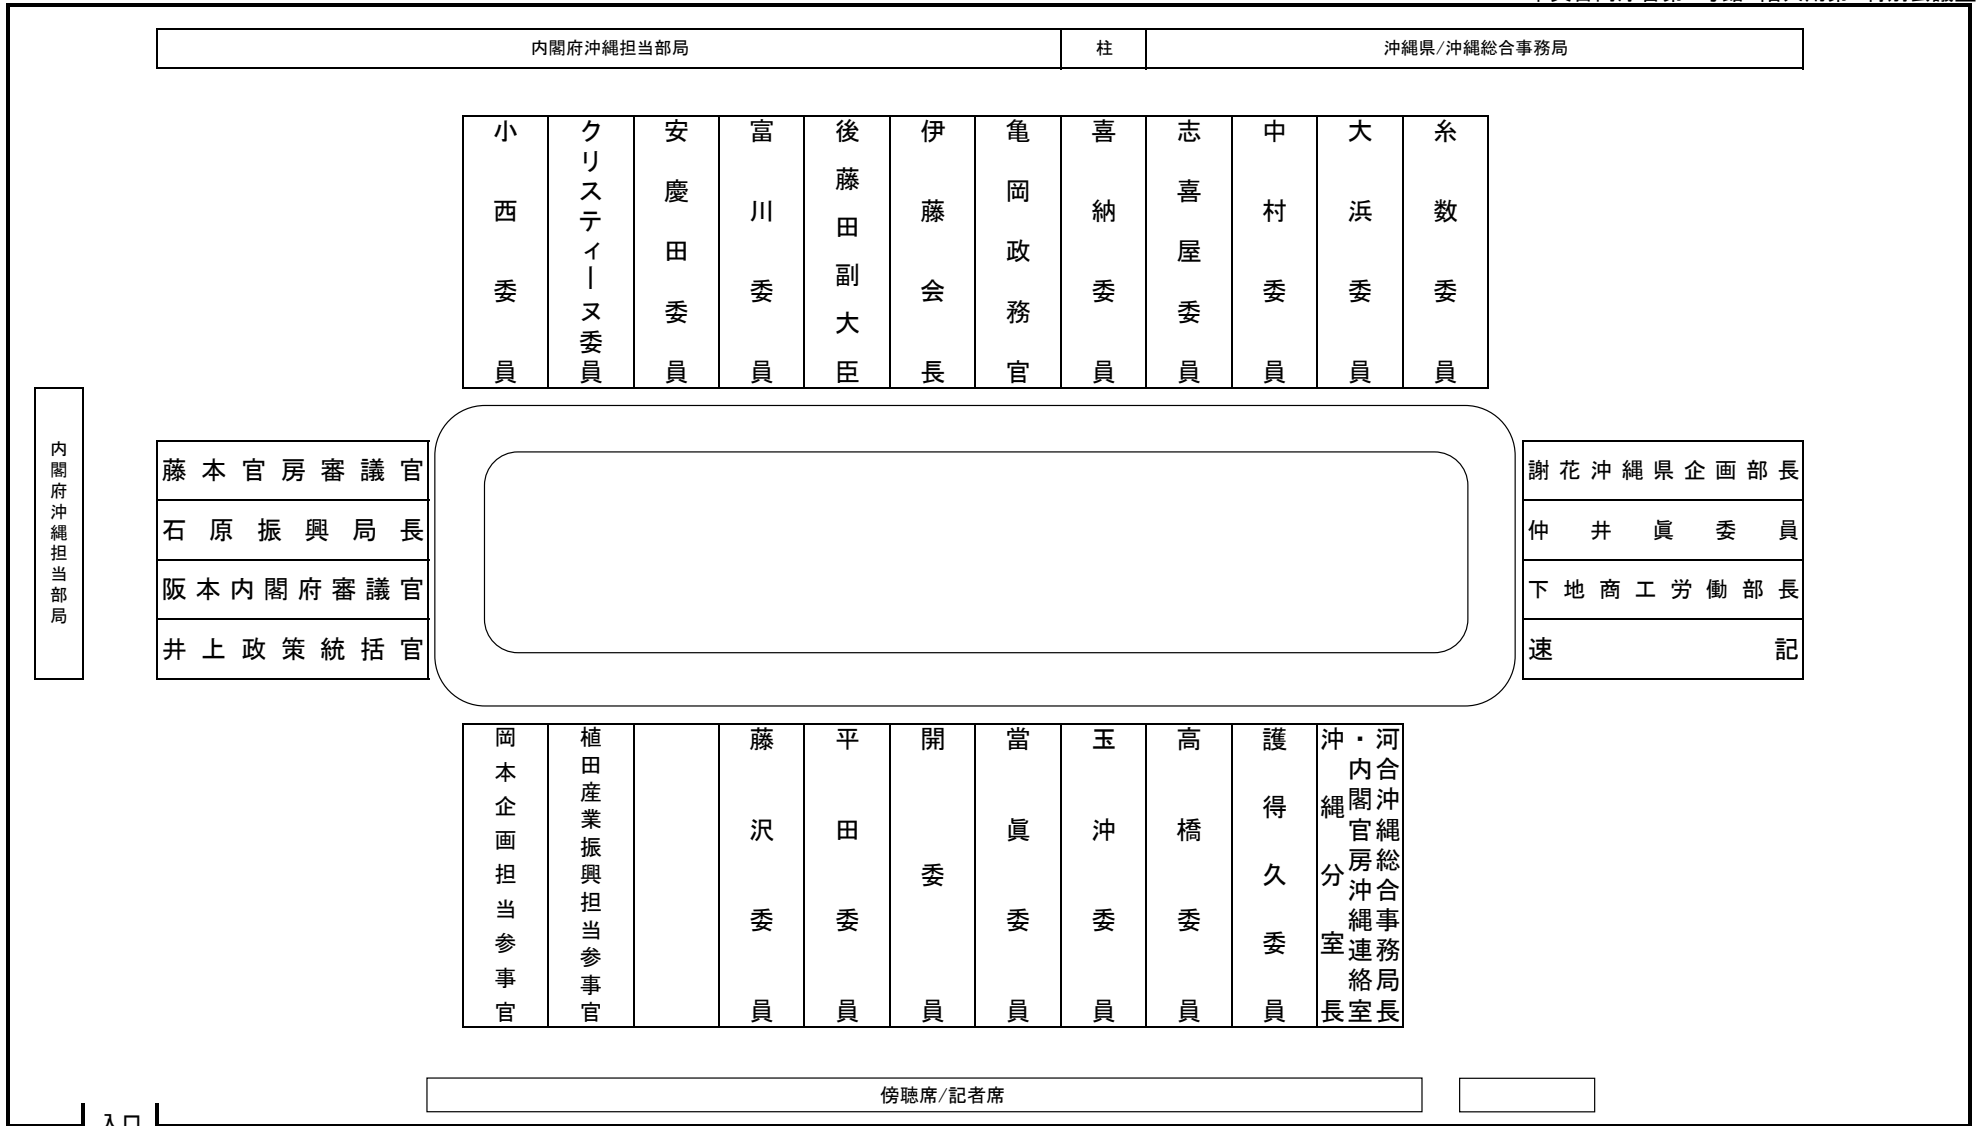 内閣府沖縄担当部局
柱
沖縄県/沖縄総合事務局
小西委員
クリスティーヌ委員
安慶田委員
富川委員
後藤田副大臣
伊藤会長
亀岡政務官
喜納委員
志喜屋委員
中村委員
大浜委員
糸数委員
内閣府沖縄担当部局
藤本官房審議官
石原振興局長
阪本内閣府審議官
井上政策統括官
謝花沖縄県企画部長
仲井眞委員
下地商工労働部長
速記
岡本企画担当参事官
植田産業振興担当参事官
藤沢委員
平田委員
開委員
當眞委員
玉沖委員
高橋委員
護得久委員
河合沖縄総合事務局長
・内閣官房沖縄連絡室
沖縄分室長
傍聴席/記者席
入口